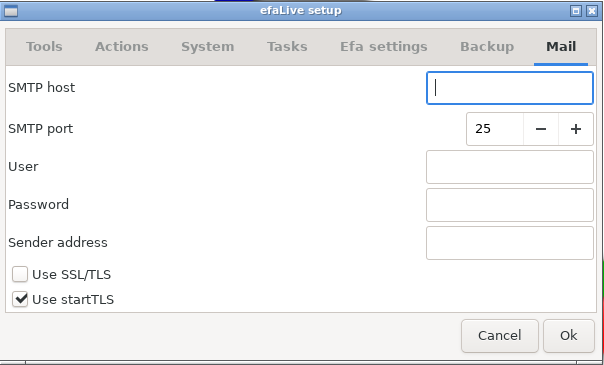 efaLive setup
Tools Actions System Tasks Efa settings Backup Mail
SMTP host
SMTP port 25 − +
User
Password
Sender address
Use SSL/TLS
Use startTLS
Cancel Ok